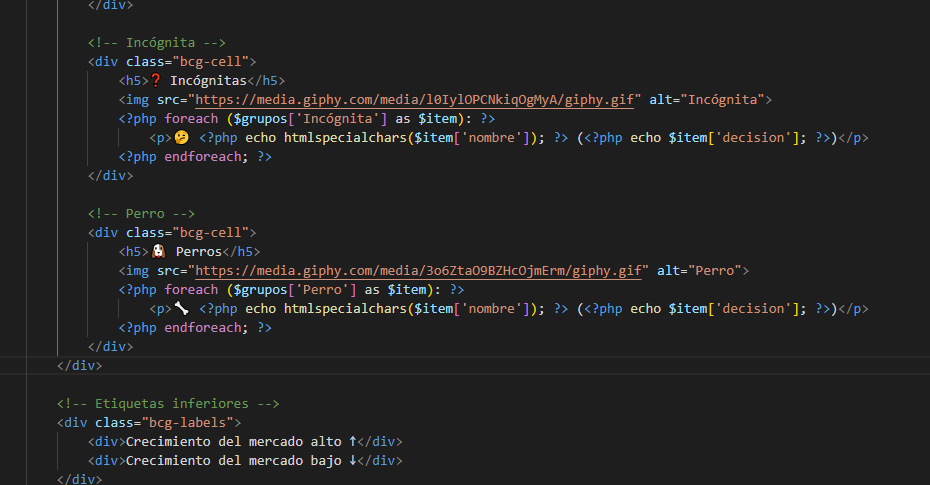 </div>
<!-- Incógnita -->
<div class="bcg-cell">
<h5>❓ Incógnitas</h5>
<img src="https://media.giphy.com/media/l0IylOPCNkiqOgMyA/giphy.gif" alt="Incógnita">
<?php foreach ($grupos['Incógnita'] as $item): ?>
<p>🤔 <?php echo htmlspecialchars($item['nombre']); ?> (<?php echo $item['decision']; ?>)</p>
<?php endforeach; ?>
</div>
<!-- Perro -->
<div class="bcg-cell">
<h5>🐶 Perros</h5>
<img src="https://media.giphy.com/media/3o6ZtaO9BZHcOjmErm/giphy.gif" alt="Perro">
<?php foreach ($grupos['Perro'] as $item): ?>
<p>🦴 <?php echo htmlspecialchars($item['nombre']); ?> (<?php echo $item['decision']; ?>)</p>
<?php endforeach; ?>
</div>
</div>
<!-- Etiquetas inferiores -->
<div class="bcg-labels">
<div>Crecimiento del mercado alto ↑</div>
<div>Crecimiento del mercado bajo ↓</div>
</div>